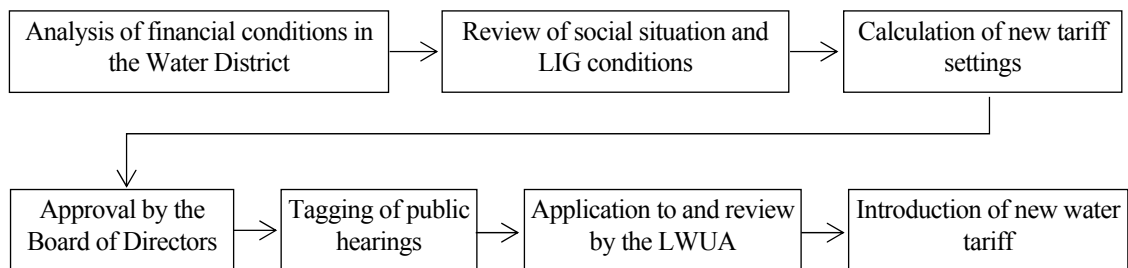 Analysis of financial conditions in
the Water District
Review of social situation and
LIG conditions
Calculation of new tariff
settings
Approval by the
Board of Directors
Tagging of public
hearings
Application to and review
by the LWUA
Introduction of new water
tariff